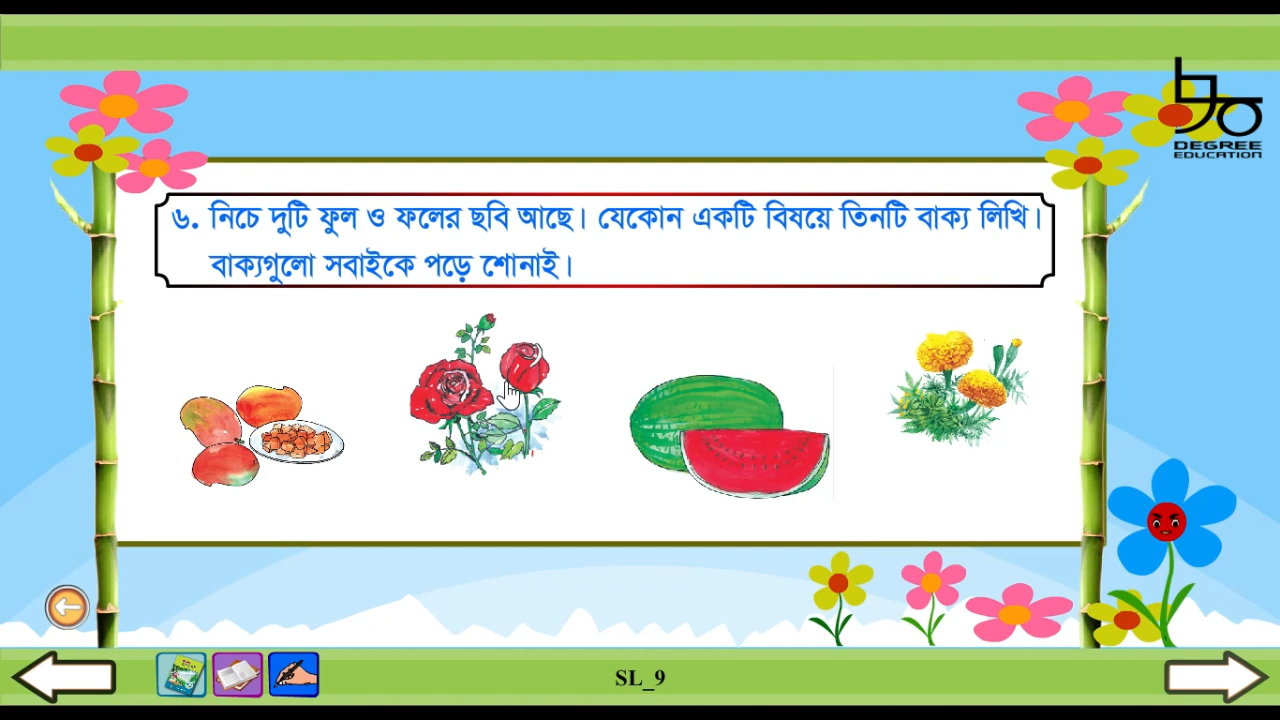 DEGREE
EDUCATION
৬. নিচে দুটি ফুল ও ফলের ছবি আছে। যেকোন একটি বিষয়ে তিনটি বাক্য লিখি।
বাক্যগুলো সবাইকে পড়ে শোনাই।
SL_9